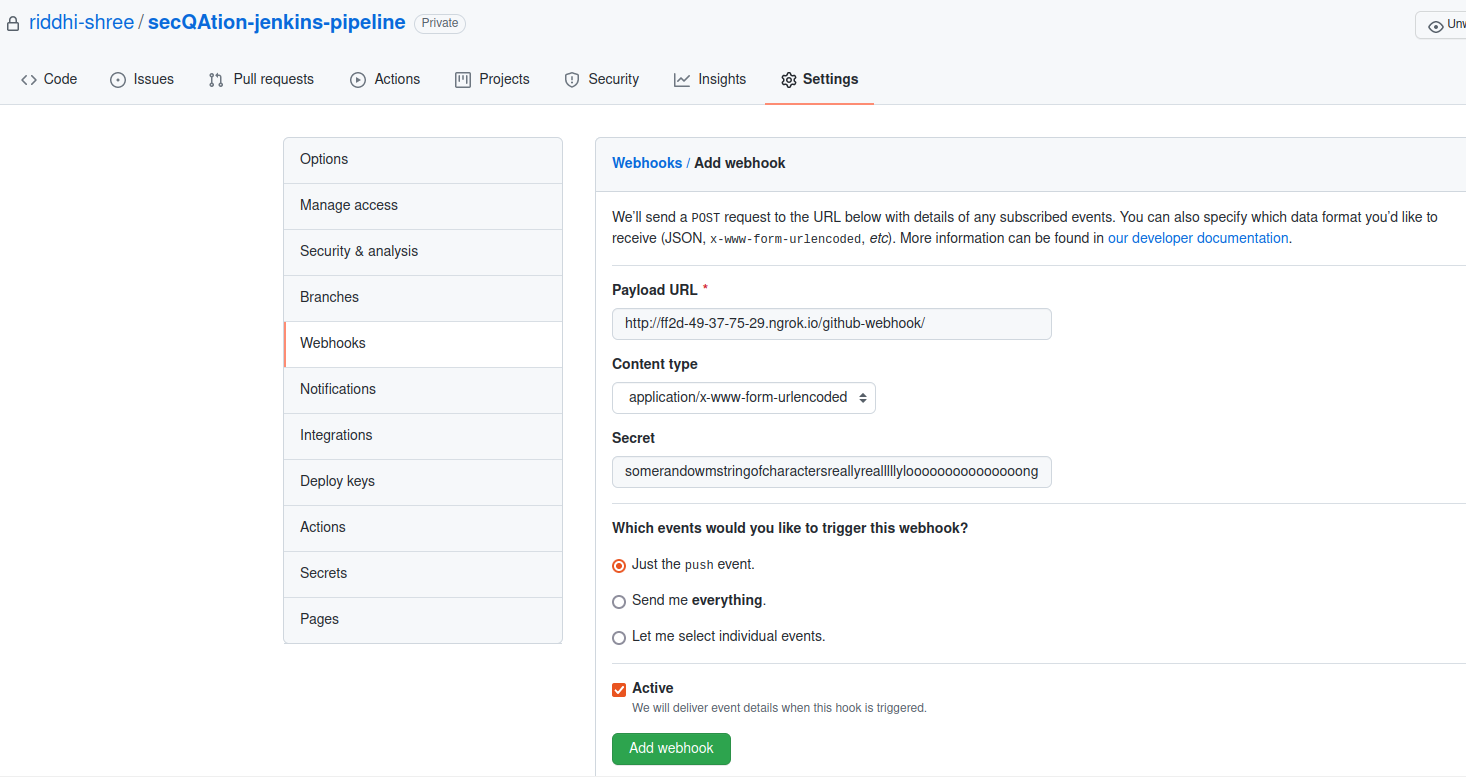 riddhi-shree / secQAtion-jenkins-pipeline Private
Code Issues Pull requests Actions Projects Security Insights Settings
Options
Manage access
Security & analysis
Branches
Webhooks
Notifications
Integrations
Deploy keys
Actions
Secrets
Pages
Webhooks / Add webhook
We’ll send a POST request to the URL below with details of any subscribed events. You can also specify which data format you’d like to
receive (JSON, x-www-form-urlencoded, etc). More information can be found in our developer documentation.
Payload URL *
http://ff2d-49-37-75-29.ngrok.io/github-webhook/
Content type
application/x-www-form-urlencoded
Secret
somerandowmstringofcharactersreallyrealllllylooooooooooooooong
Which events would you like to trigger this webhook?
Just the push event.
Send me everything.
Let me select individual events.
Active
We will deliver event details when this hook is triggered.
Add webhook